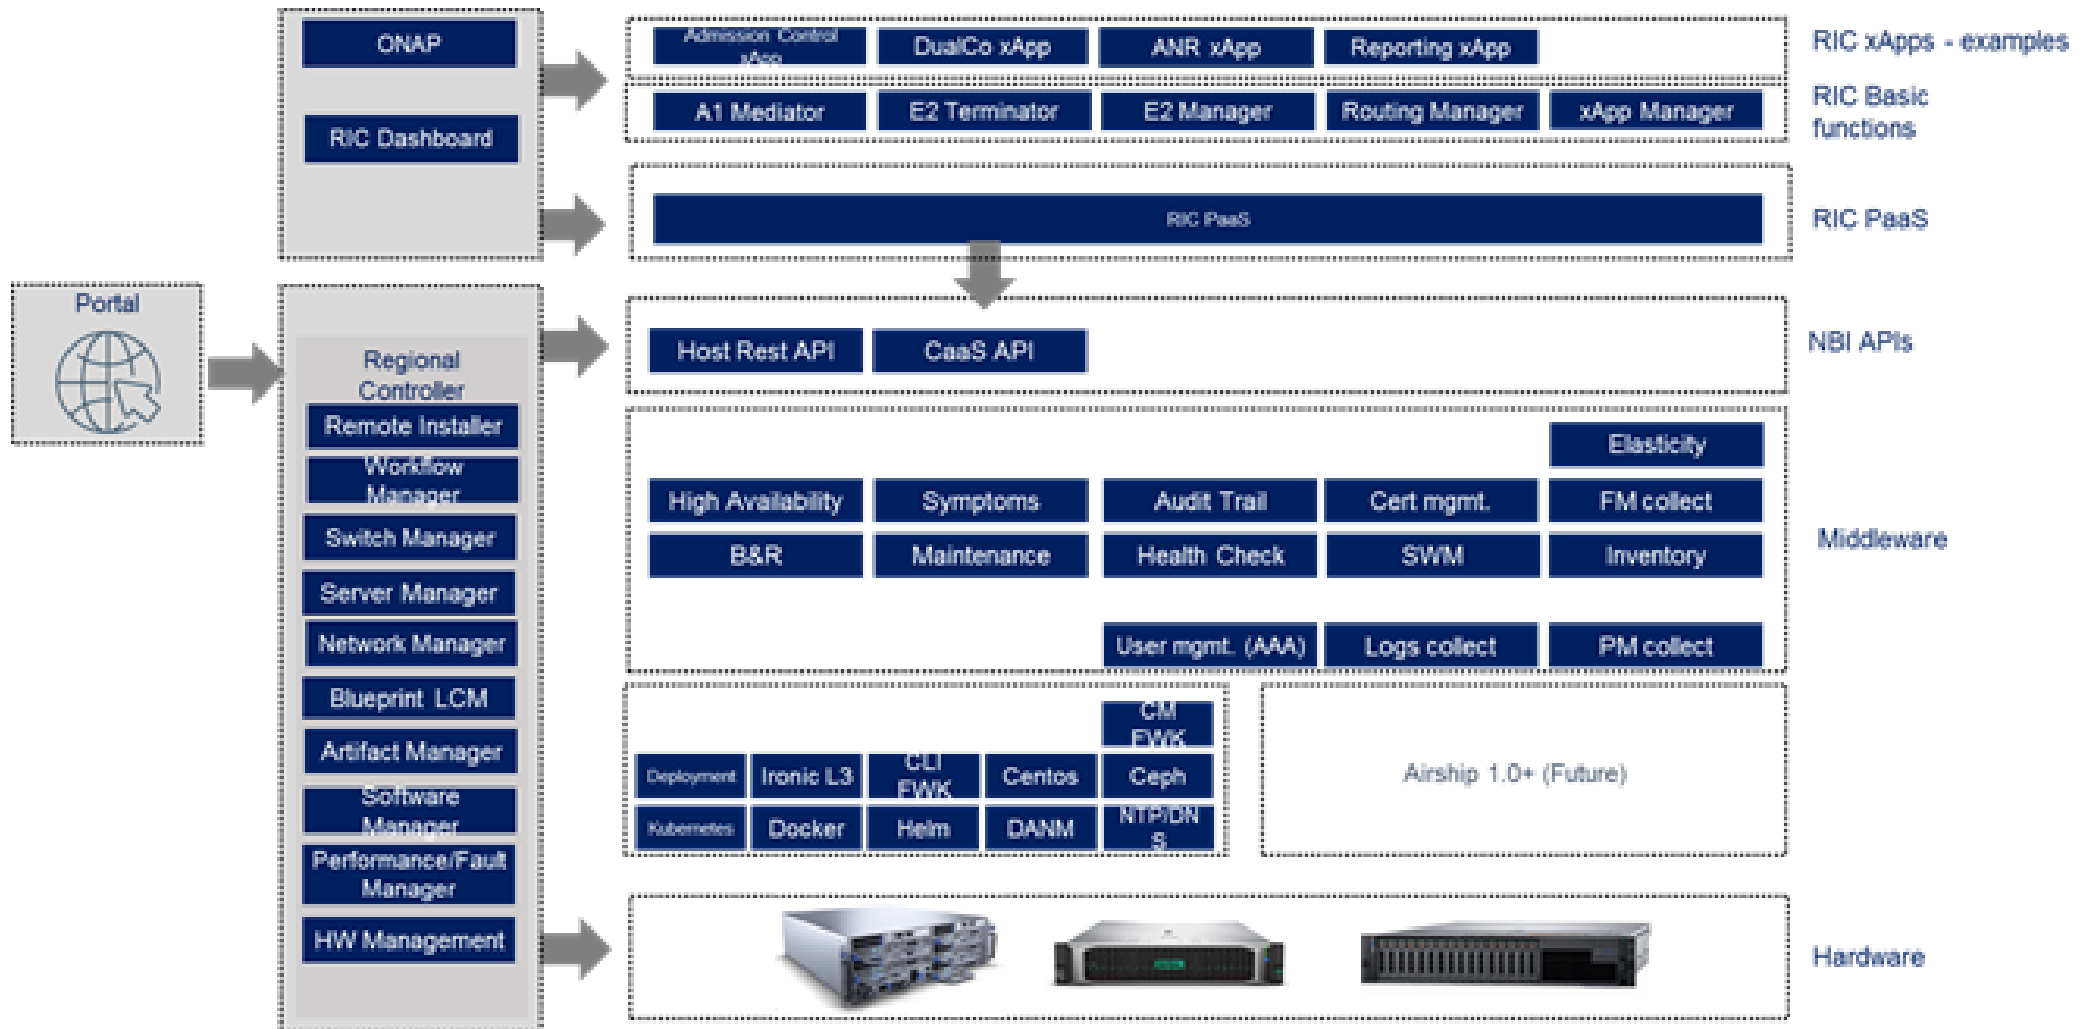 ONAP
RIC Dashboard
Admission Control
xApp
DualCo xApp
ANR xApp
Reporting xApp
RIC xApps - examples
A1 Mediator
E2 Terminator
E2 Manager
Routing Manager
xApp Manager
RIC Basic
functions
RIC PaaS
RIC PaaS
Portal
Regional
Controller
Remote Installer
Workflow
Manager
Switch Manager
Server Manager
Network Manager
Blueprint LCM
Artifact Manager
Software
Manager
Performance/Fault
Manager
HW Management
Host Rest API
CaaS API
NBI APIs
Elasticity
High Availability
Symptoms
Audit Trail
Cert mgmt.
FM collect
B&R
Maintenance
Health Check
SWM
Inventory
User mgmt. (AAA)
Logs collect
PM collect
Middleware
CM
FWK
Deployment
Ironic L3
CLI
FWK
Centos
Ceph
Kubernetes
Docker
Helm
DANM
NTP/DN
S
Airship 1.0+ (Future)
Hardware